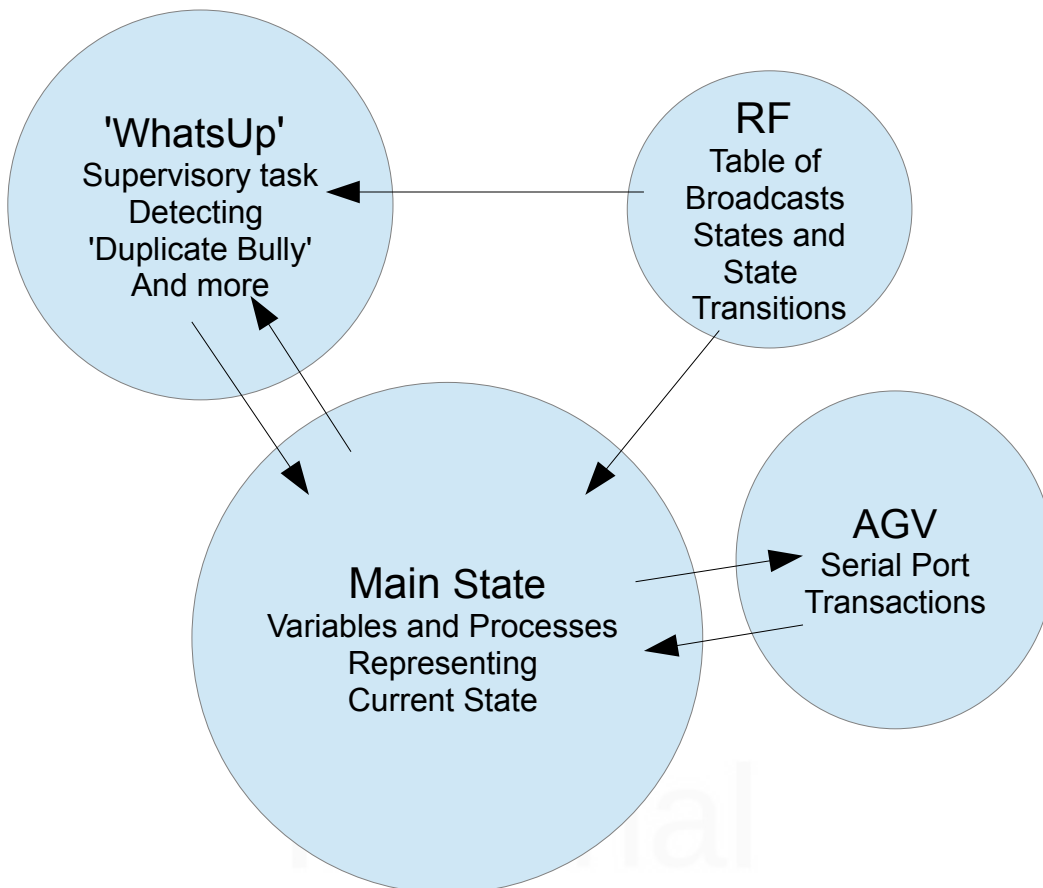 'WhatsUp'
Supervisory task
Detecting
'Duplicate Bully'
And more
RF
Table of
Broadcasts
States and
State
Transitions
AGV
Serial Port
Transactions
Main State
Variables and Processes
Representing
Current State